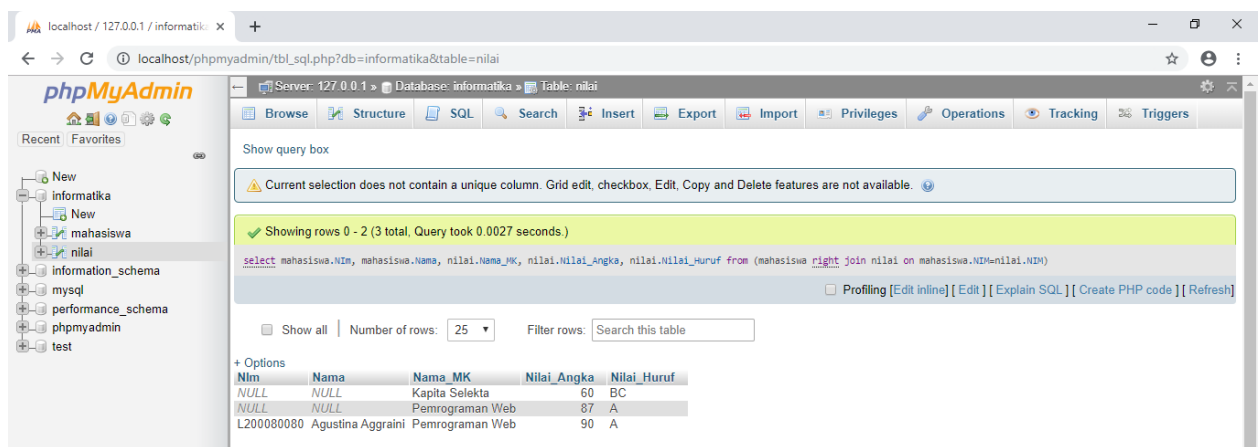 localhost / 127.0.0.1 / informatika
localhost/phpmyadmin/tbl_sql.php?db=informatika&table=nilai
phpMyAdmin
Recent Favorites
New
informatika
New
mahasiswa
nilai
information_schema
mysql
performance_schema
phpmyadmin
test
Server: 127.0.0.1 » Database: informatika » Table: nilai
Browse Structure SQL Search Insert Export Import Privileges Operations Tracking Triggers
Show query box
Current selection does not contain a unique column. Grid edit, checkbox, Edit, Copy and Delete features are not available.
Showing rows 0 - 2 (3 total, Query took 0.0027 seconds.)
select mahasiswa.NIm, mahasiswa.Nama, nilai.Nama_MK, nilai.Nilai_Angka, nilai.Nilai_Huruf from (mahasiswa right join nilai on mahasiswa.NIM=nilai.NIM)
Profiling [Edit inline] [ Edit ] [ Explain SQL ] [ Create PHP code ] [ Refresh]
Show all | Number of rows: 25 Filter rows: Search this table
+ Options
NIm Nama Nama_MK Nilai_Angka Nilai_Huruf
NULL NULL Kapita Selekta 60 BC
NULL NULL Pemrograman Web 87 A
L200080080 Agustina Aggraini Pemrograman Web 90 A